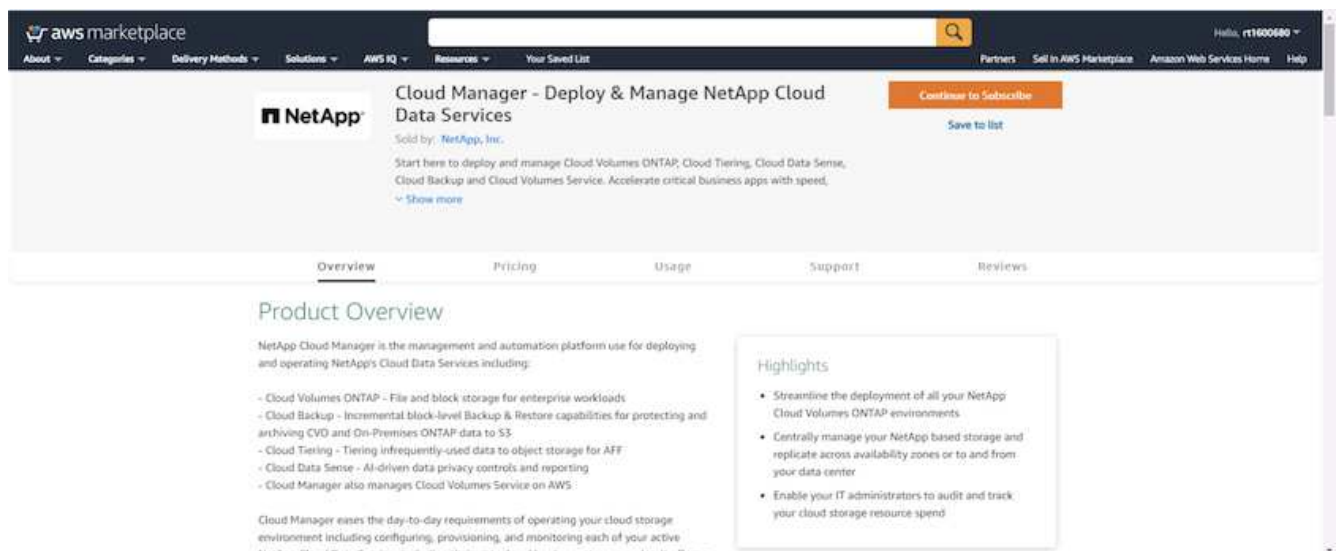 aws marketplace
Hello, rt1600680
About
Categories
Delivery Methods
Solutions
AWS IQ
Resources
Your Saved List
Partners
Sell in AWS Marketplace
Amazon Web Services Home
Help
NetApp
Cloud Manager - Deploy & Manage NetApp Cloud
Data Services
Sold by: NetApp, Inc.
Start here to deploy and manage Cloud Volumes ONTAP, Cloud Tiering, Cloud Data Sense,
Cloud Backup and Cloud Volumes Service. Accelerate critical business apps with speed,
Show more
Continue to Subscribe
Save to list
Overview
Pricing
Usage
Support
Reviews
Product Overview
NetApp Cloud Manager is the management and automation platform use for deploying
and operating NetApp's Cloud Data Services including:
- Cloud Volumes ONTAP - File and block storage for enterprise workloads
- Cloud Backup - Incremental block-level Backup & Restore capabilities for protecting and
archiving CVO and On-Premises ONTAP data to S3
- Cloud Tiering - Tiering infrequently-used data to object storage for AFF
- Cloud Data Sense - AI-driven data privacy controls and reporting
- Cloud Manager also manages Cloud Volumes Service on AWS
Cloud Manager eases the day-to-day requirements of operating your cloud storage
environment including configuring, provisioning, and monitoring each of your active
Highlights
• Streamline the deployment of all your NetApp
Cloud Volumes ONTAP environments
• Centrally manage your NetApp based storage and
replicate across availability zones or to and from
your data center
• Enable your IT administrators to audit and track
your cloud storage resource spend